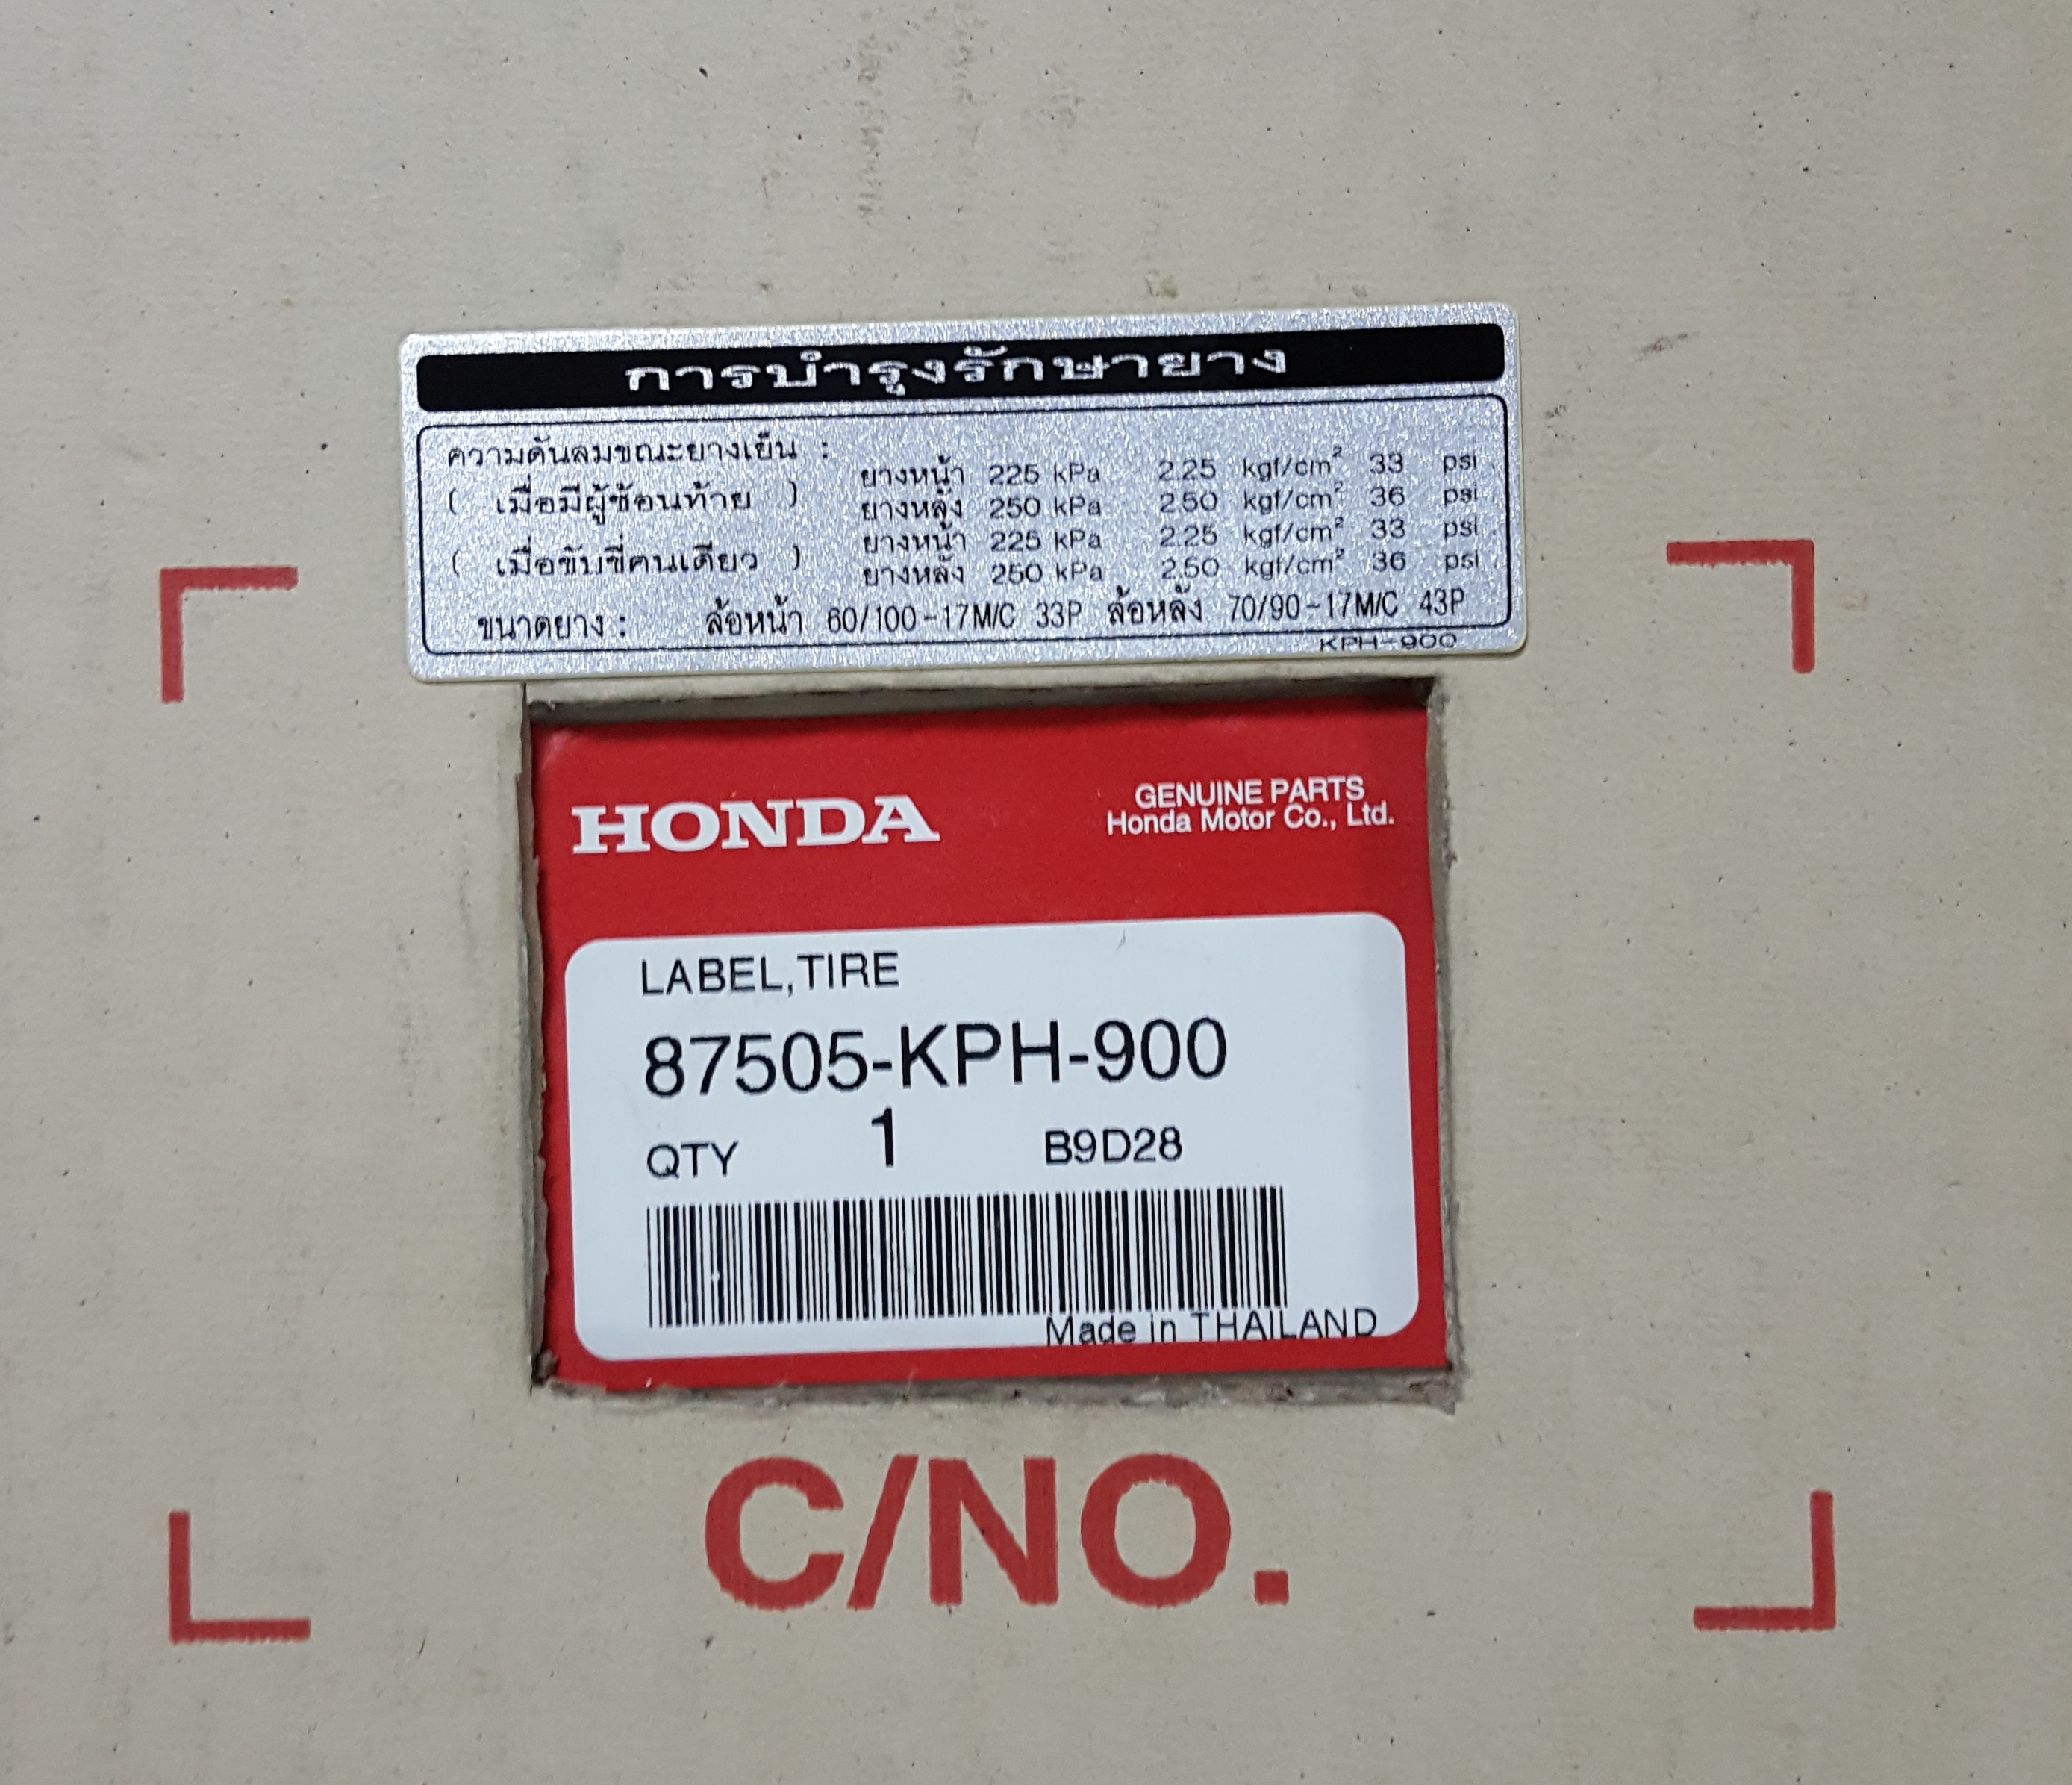 การบำรุงรักษายาง
ความดันลมขณะยางเย็น :
( เมื่อมีผู้ซ้อนท้าย ) ยางหน้า 225 kPa 2.25 kgf/cm² 33 psi
ยางหลัง 250 kPa 2.50 kgf/cm² 36 psi
( เมื่อขับขี่คนเดียว ) ยางหน้า 225 kPa 2.25 kgf/cm² 33 psi
ยางหลัง 250 kPa 2.50 kgf/cm² 36 psi
ขนาดยาง : ล้อหน้า 60/100-17M/C 33P ล้อหลัง 70/90-17M/C 43P
KPH-900
HONDA
GENUINE PARTS
Honda Motor Co., Ltd.
LABEL,TIRE
87505-KPH-900
QTY 1 B9D28
Made in THAILAND
C/NO.